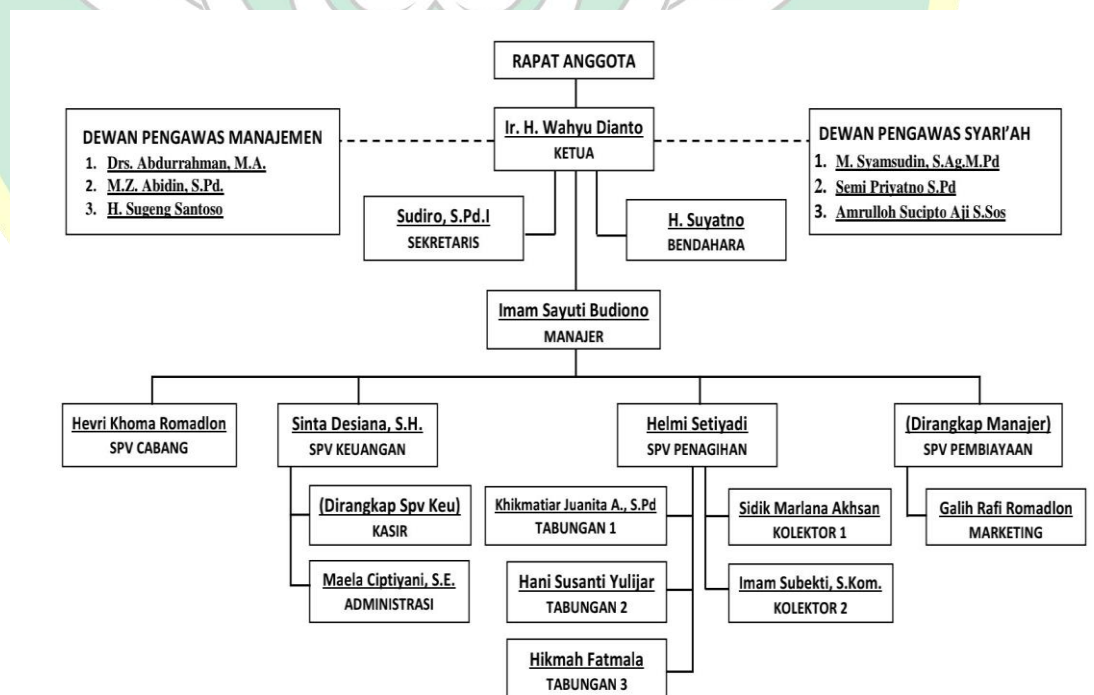 RAPAT ANGGOTA
Ir. H. Wahyu Dianto
KETUA
DEWAN PENGAWAS MANAJEMEN
1. Drs. Abdurrahman, M.A.
2. M.Z. Abidin, S.Pd.
3. H. Sugeng Santoso
DEWAN PENGAWAS SYARI'AH
1. M. Syamsudin, S.Ag.M.Pd
2. Semi Priyatno S.Pd
3. Amrulloh Sucipto Aji S.Sos
Sudiro, S.Pd.I
SEKRETARIS
H. Suyatno
BENDAHARA
Imam Sayuti Budiono
MANAJER
Hevri Khoma Romadlon
SPV CABANG
Sinta Desiana, S.H.
SPV KEUANGAN
Helmi Setiyadi
SPV PENAGIHAN
(Dirangkap Manajer)
SPV PEMBIAYAAN
(Dirangkap Spv Keu)
KASIR
Khikmatiar Juanita A., S.Pd
TABUNGAN 1
Sidik Marlana Akhsan
KOLEKTOR 1
Galih Rafi Romadlon
MARKETING
Maela Ciptiyani, S.E.
ADMINISTRASI
Hani Susanti Yulijar
TABUNGAN 2
Imam Subekti, S.Kom.
KOLEKTOR 2
Hikmah Fatmala
TABUNGAN 3